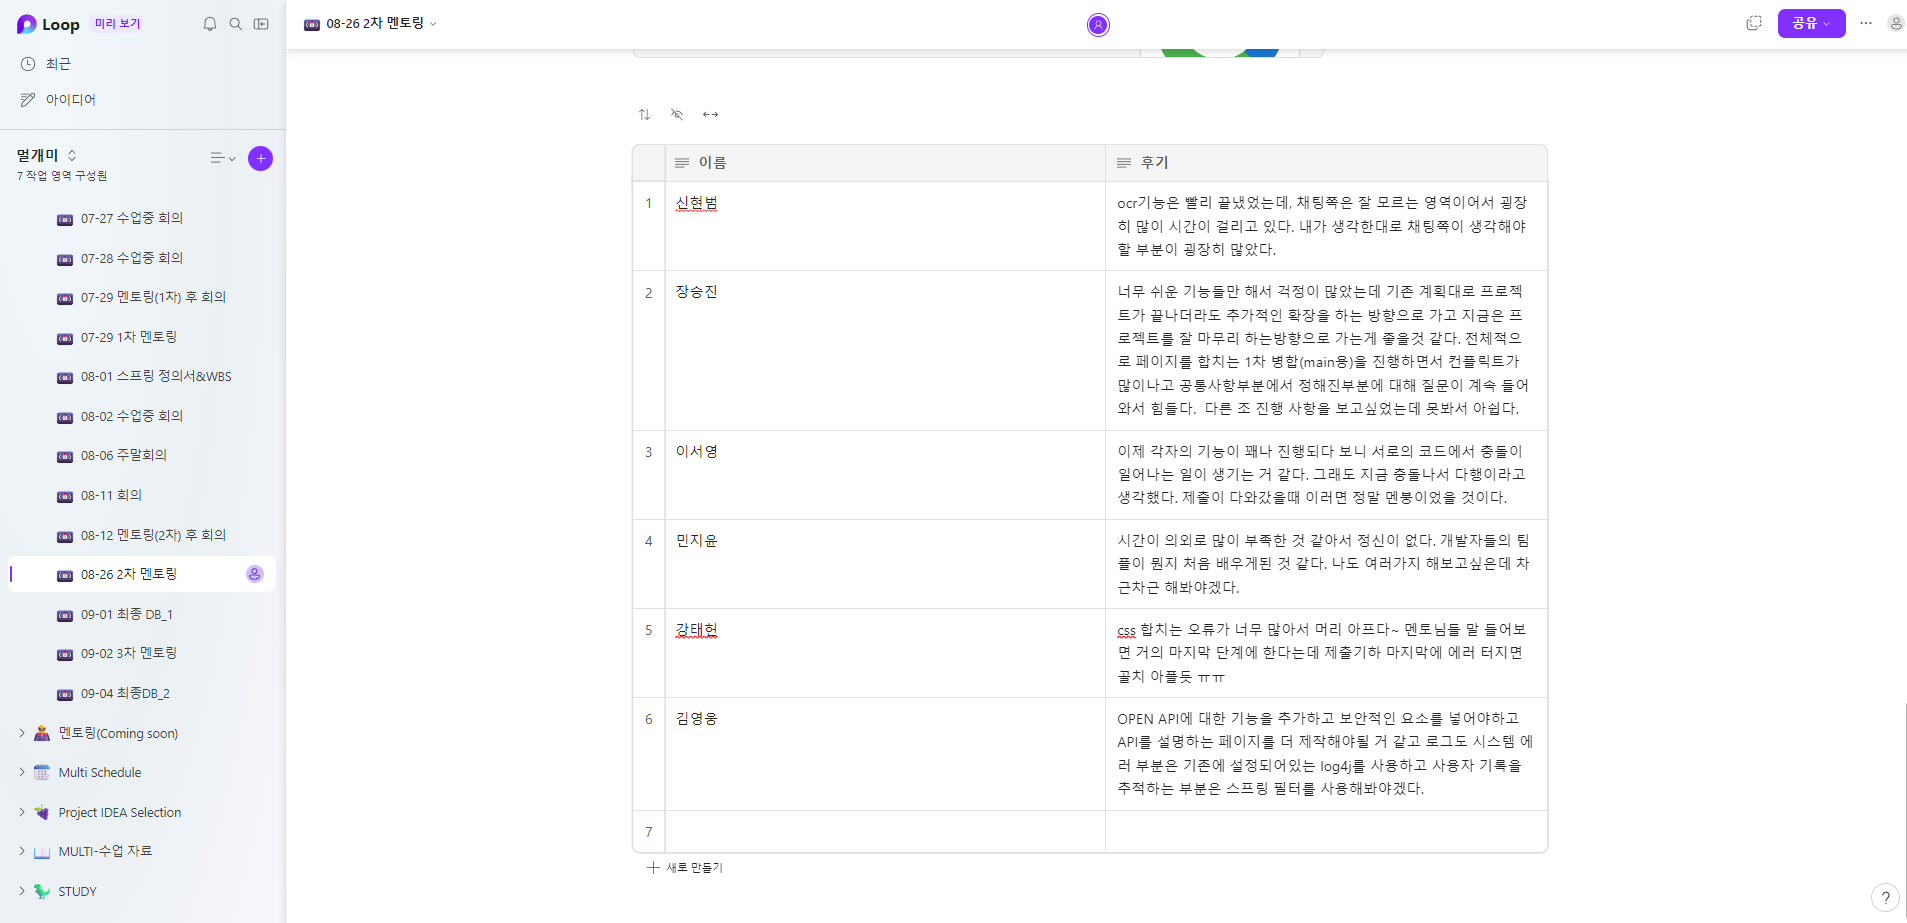 Loop 미리 보기
최근
아이디어
멀개미
7 작업 영역 구성원
07-27 수업중 회의
07-28 수업중 회의
07-29 멘토링(1차) 후 회의
07-29 1차 멘토링
08-01 스프링 정의서&WBS
08-02 수업중 회의
08-06 주말회의
08-11 회의
08-12 멘토링(2차) 후 회의
08-26 2차 멘토링
09-01 최종 DB_1
09-02 3차 멘토링
09-04 최종DB_2
멘토링(Coming soon)
Multi Schedule
Project IDEA Selection
MULTI-수업 자료
STUDY
08-26 2차 멘토링
공유
이름 후기
1 신현범
ocr기능은 빨리 끝냈었는데, 채팅쪽은 잘 모르는 영역이어서 굉장
히 많이 시간이 걸리고 있다. 내가 생각한대로 채팅쪽이 생각해야
할 부분이 굉장히 많았다.
2 장승진
너무 쉬운 기능들만 해서 걱정이 많았는데 기존 계획대로 프로젝
트가 끝나더라도 추가적인 확장을 하는 방향으로 가고 지금은 프
로젝트를 잘 마무리 하는방향으로 가는게 좋을것 같다. 전체적으
로 페이지를 합치는 1차 병합(main용)을 진행하면서 컨플릭트가
많이나고 공통사항부분에서 정해진부분에 대해 질문이 계속 들어
와서 힘들다. 다른 조 진행 사항을 보고싶었는데 못봐서 아쉽다.
3 이서영
이제 각자의 기능이 꽤나 진행되다 보니 서로의 코드에서 충돌이
일어나는 일이 생기는 거 같다. 그래도 지금 충돌나서 다행이라고
생각했다. 제출이 다와갔을때 이러면 정말 멘붕이었을 것이다.
4 민지윤
시간이 의외로 많이 부족한 것 같아서 정신이 없다. 개발자들의 팀
플이 뭔지 처음 배우게된 것 같다. 나도 여러가지 해보고싶은데 차
근차근 해봐야겠다.
5 강태헌
css 합치는 오류가 너무 많아서 머리 아프다~ 멘토님들 말 들어보
면 거의 마지막 단계에 한다는데 제출기하 마지막에 에러 터지면
골치 아플듯 ㅠㅠ
6 김영웅
OPEN API에 대한 기능을 추가하고 보안적인 요소를 넣어야하고
API를 설명하는 페이지를 더 제작해야될 거 같고 로그도 시스템 에
러 부분은 기존에 설정되어있는 log4j를 사용하고 사용자 기록을
추적하는 부분은 스프링 필터를 사용해봐야겠다.
7
새로 만들기
?